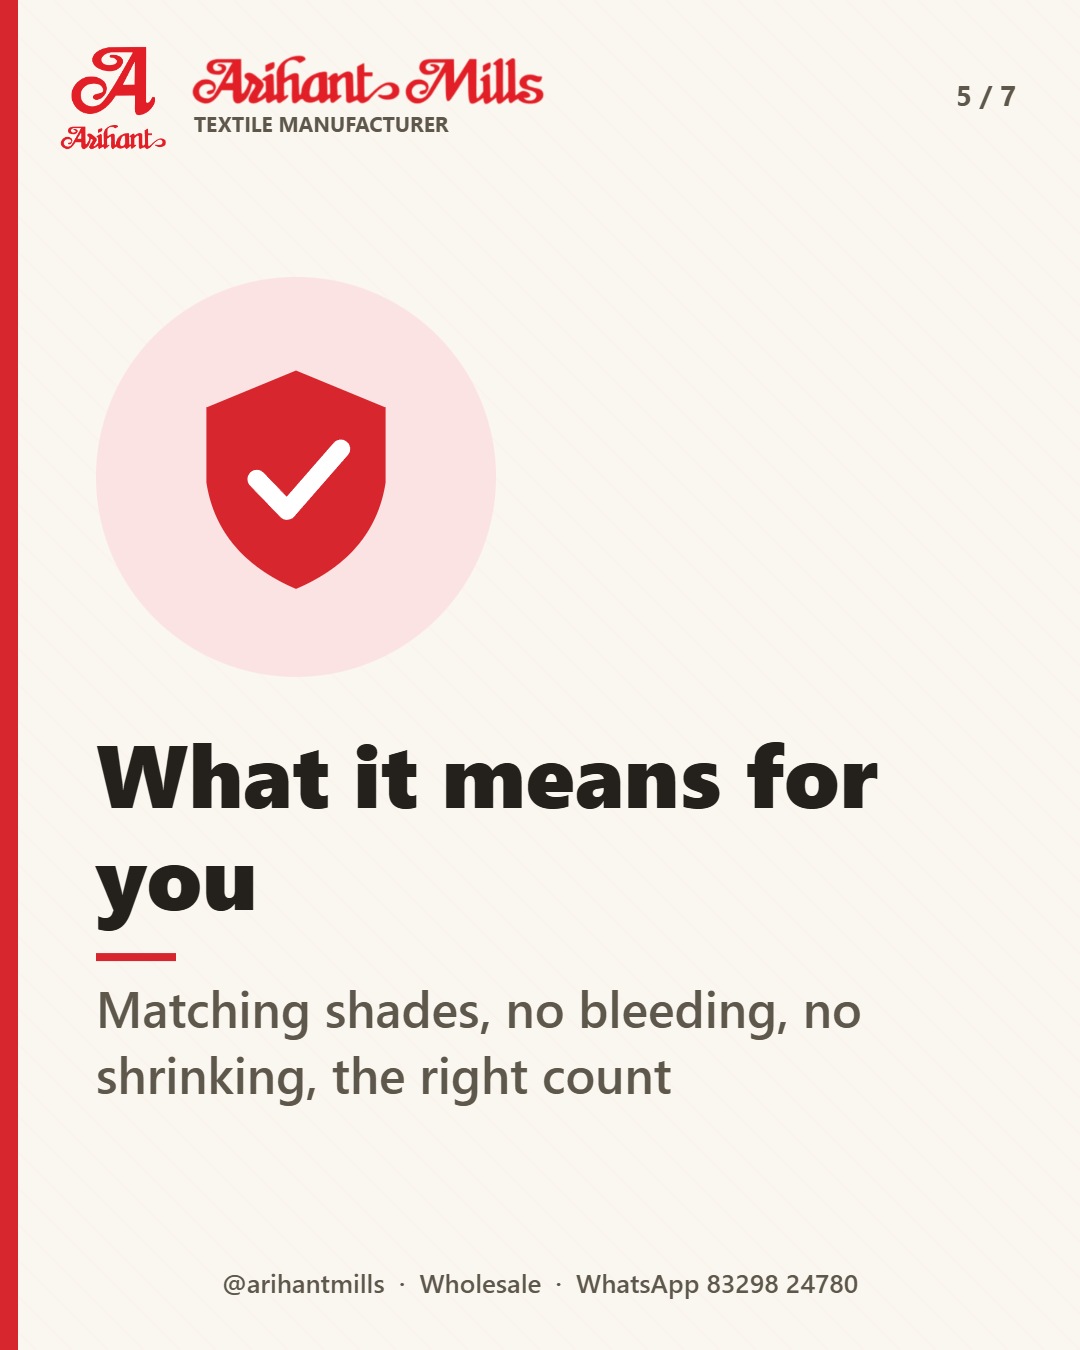 A
Arihant
Arihant Mills
TEXTILE MANUFACTURER
5 / 7
What it means for
you
Matching shades, no bleeding, no
shrinking, the right count
@arihantmills · Wholesale · WhatsApp 83298 24780